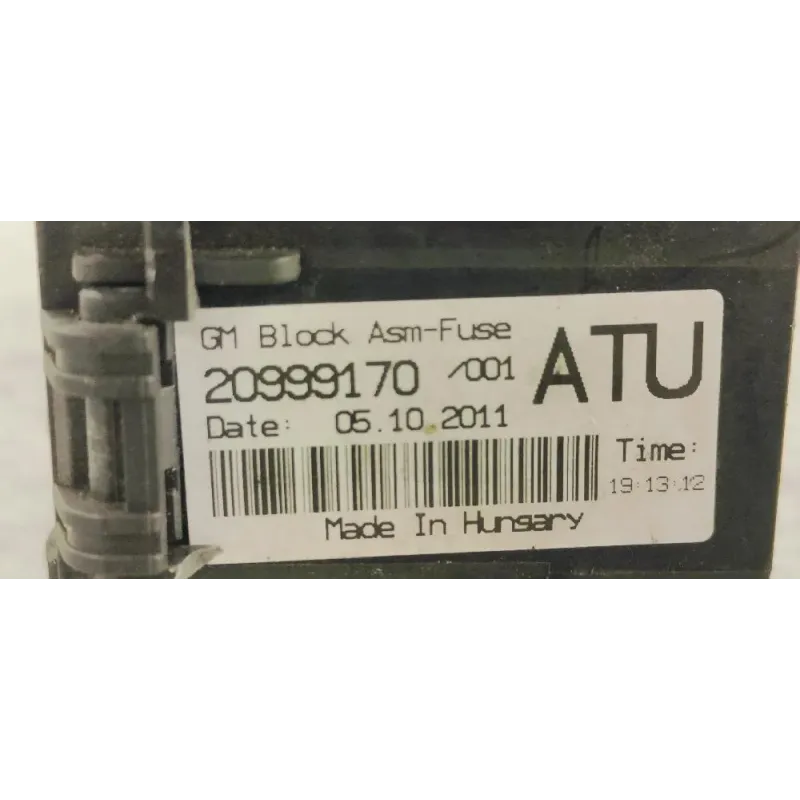 GM Block Asm-Fuse
20999170 /001 ATU
Date: 05.10.2011
Time:
19:13:12
Made In Hungary